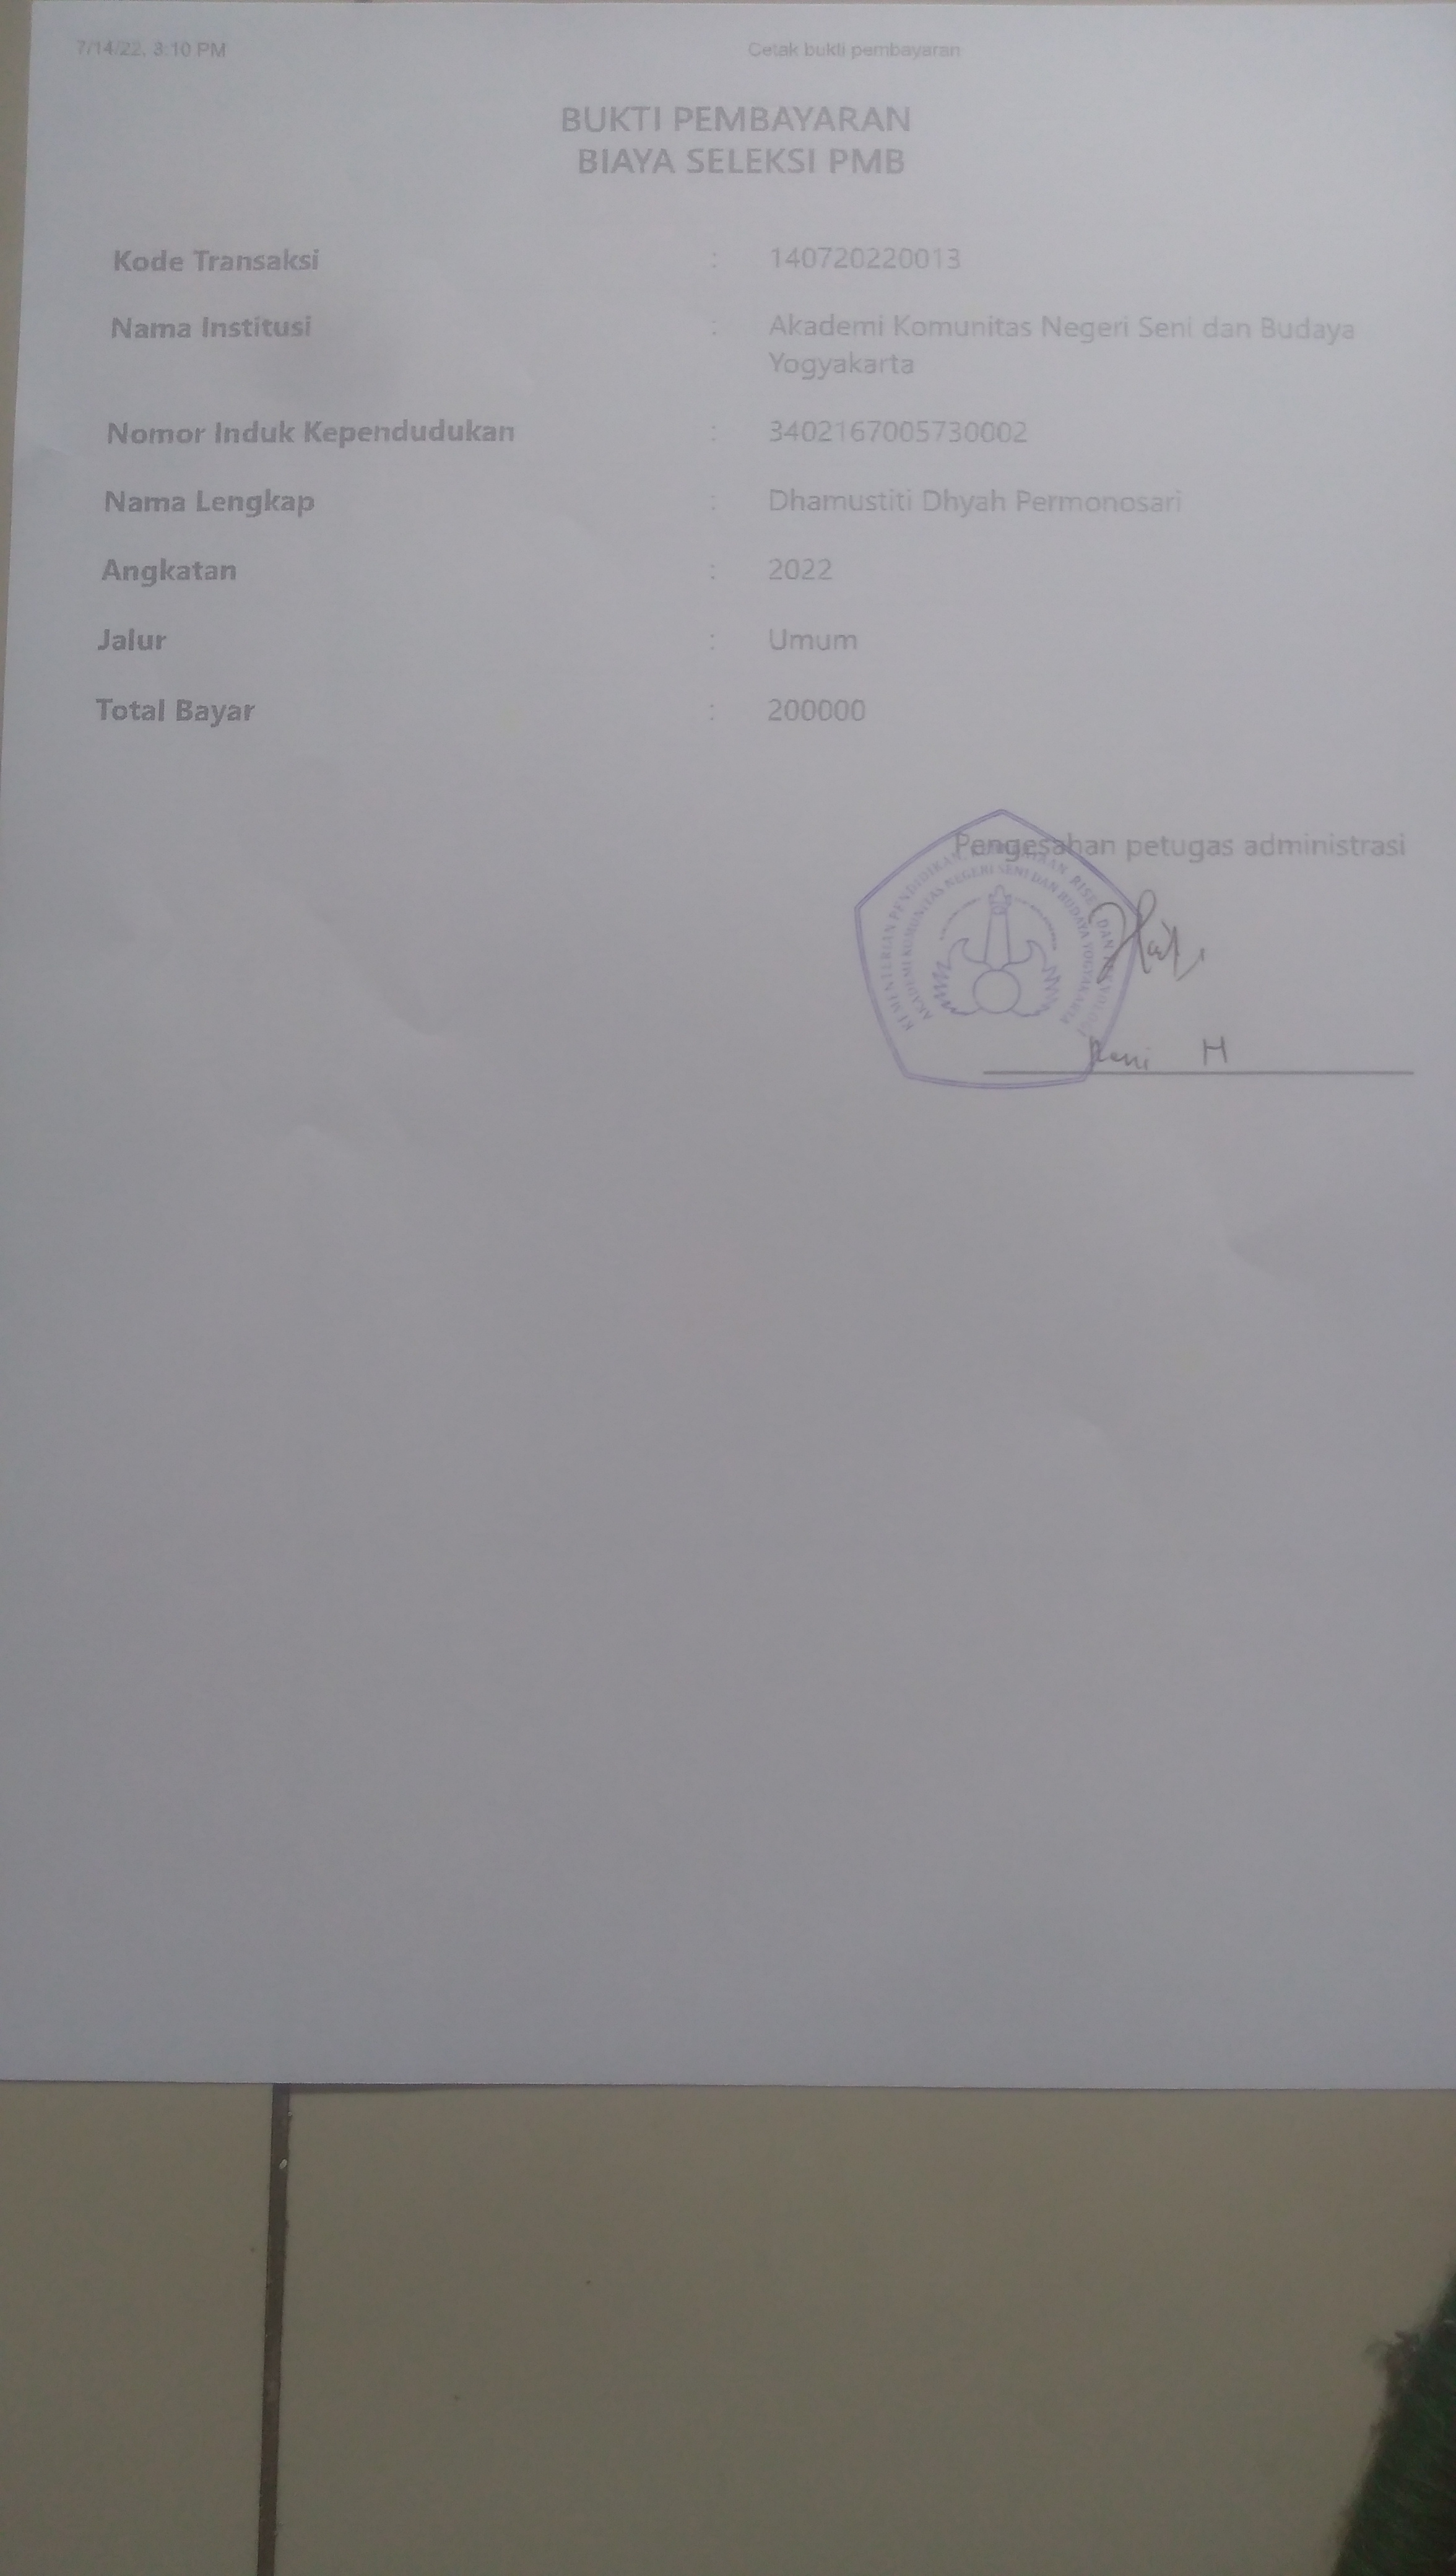 7/14/22, 3:10 PM
Cetak bukti pembayaran
BUKTI PEMBAYARAN
BIAYA SELEKSI PMB
Kode Transaksi : 140720220013
Nama Institusi : Akademi Komunitas Negeri Seni dan Budaya
Yogyakarta
Nomor Induk Kependudukan : 3402167005730002
Nama Lengkap : Dhamustiti Dhyah Permonosari
Angkatan : 2022
Jalur : Umum
Total Bayar : 200000
Pengesahan petugas administrasi
KEMENTERIAN PENDIDIKAN, KEBUDAYAAN, RISET, DAN TEKNOLOGI
AKADEMI KOMUNITAS NEGERI SENI DAN BUDAYA YOGYAKARTA
H